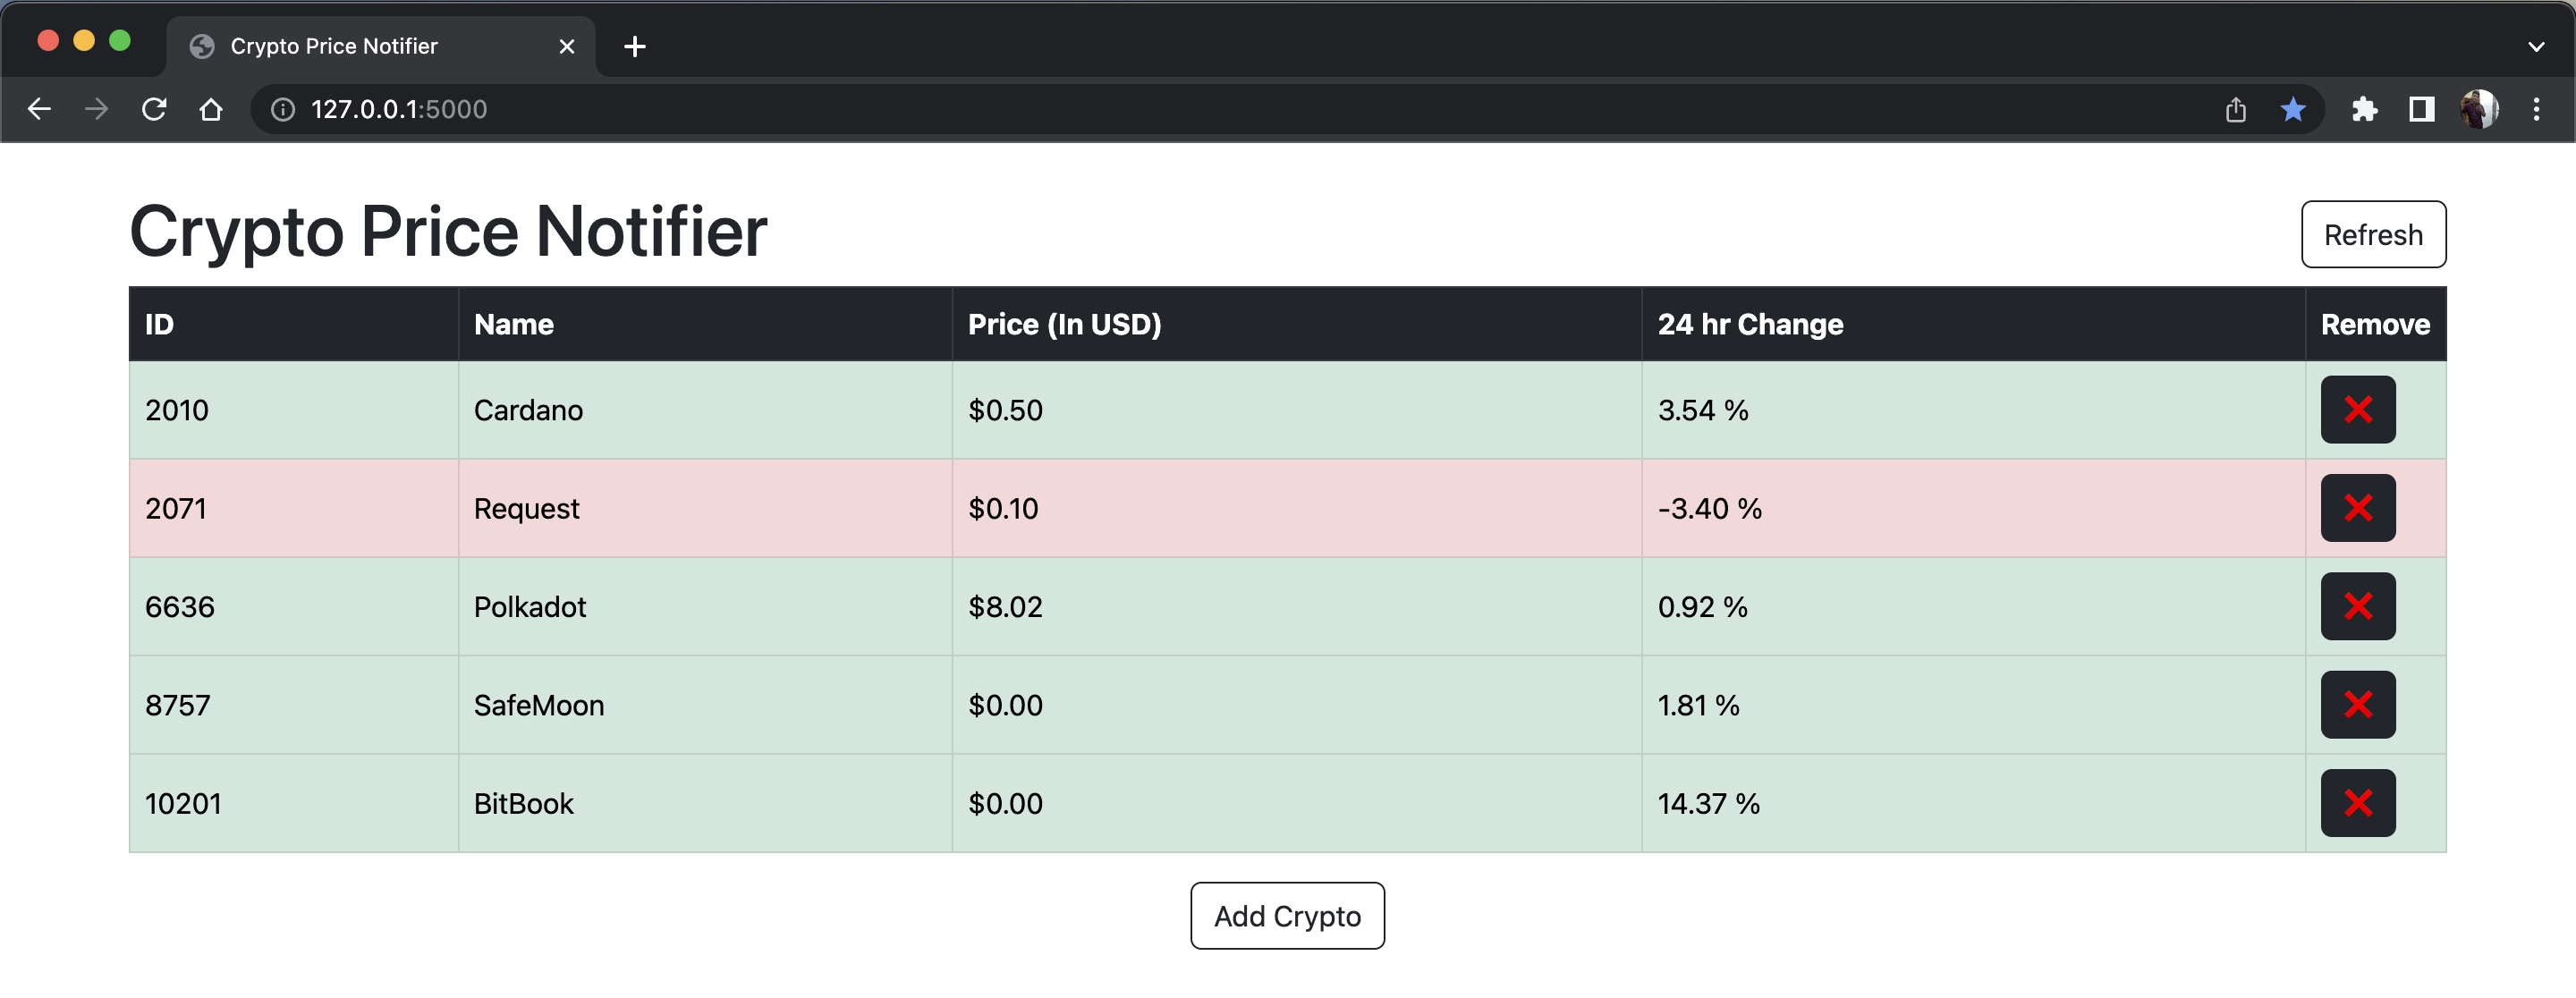 Crypto Price Notifier
127.0.0.1:5000
Crypto Price Notifier
Refresh
ID Name Price (In USD) 24 hr Change Remove
2010 Cardano $0.50 3.54 %
2071 Request $0.10 -3.40 %
6636 Polkadot $8.02 0.92 %
8757 SafeMoon $0.00 1.81 %
10201 BitBook $0.00 14.37 %
Add Crypto